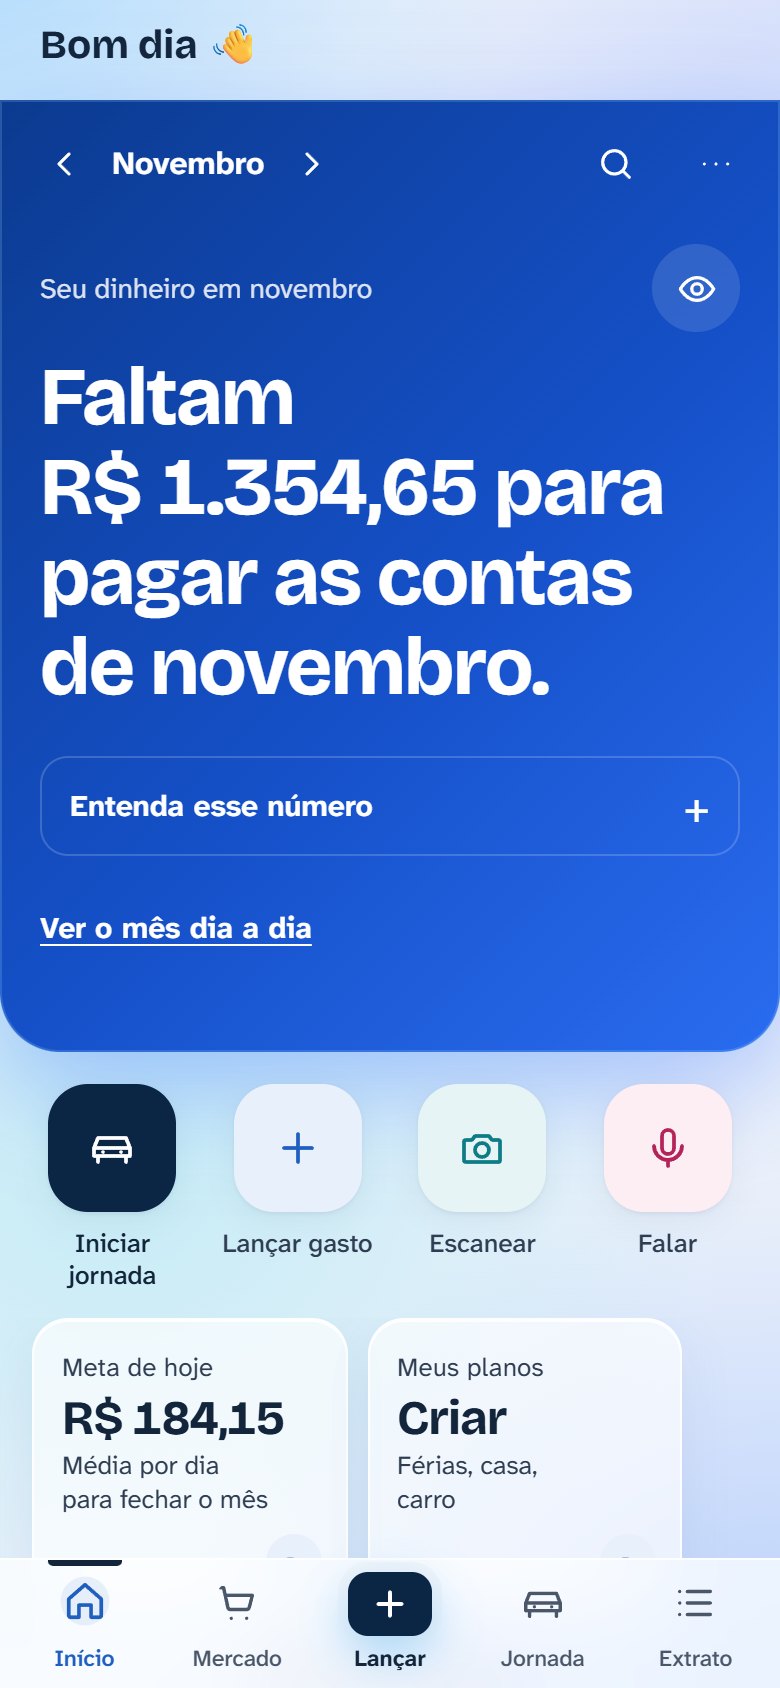 Bom dia 👋
Novembro
Seu dinheiro em novembro
Faltam
R$ 1.354,65 para
pagar as contas
de novembro.
Entenda esse número
Ver o mês dia a dia
Iniciar
jornada
Lançar gasto
Escanear
Falar
Meta de hoje
R$ 184,15
Média por dia
para fechar o mês
Meus planos
Criar
Férias, casa,
carro
Início
Mercado
Lançar
Jornada
Extrato